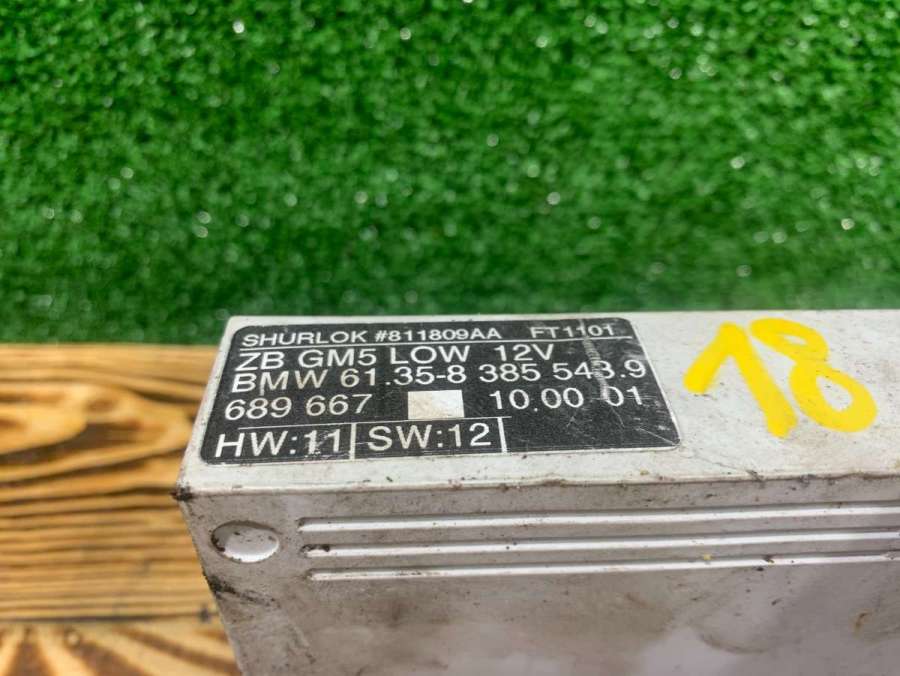 SHURLOK #811809AA FT1101
ZB GM5 LOW 12V
BMW 61.35-8 385 543.9
689 667 10.00 01
HW:11 SW:12
18